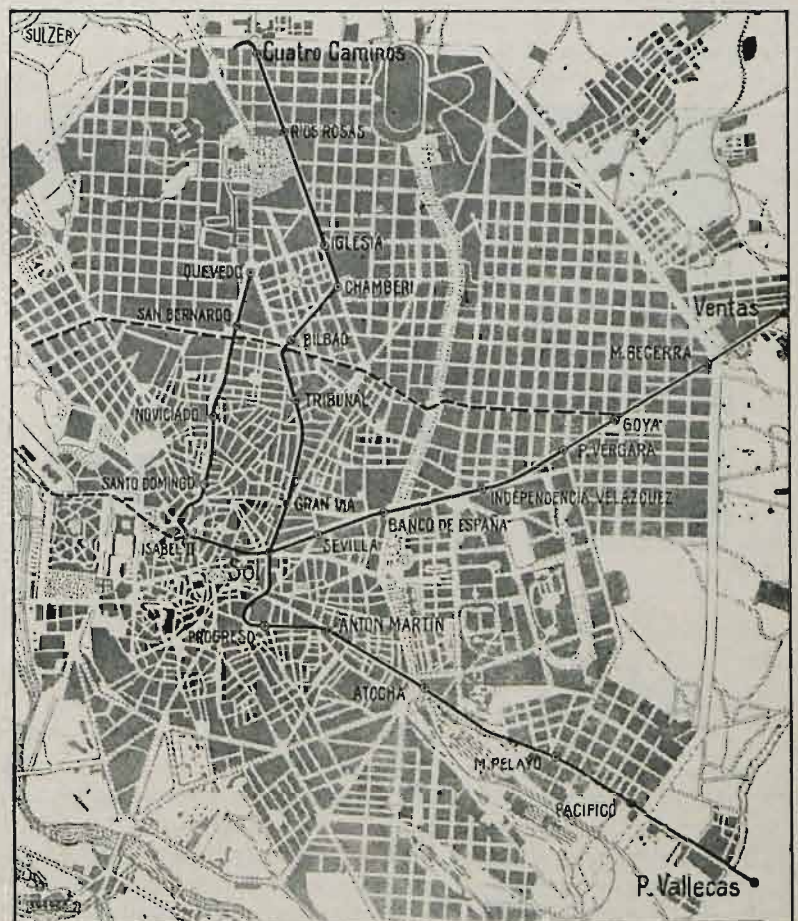 SULZER
Cuatro Caminos
RIOS ROSAS
IGLESIA
QUEVEDO
CHAMBERI
Ventas
SAN BERNARDO
BILBAO
M. BECERRA
TRIBUNAL
NOVICIADO
GOYA
P. VERGARA
SANTO DOMINGO
GRAN VIA
INDEPENDENCIA VELAZQUEZ
BANCO DE ESPAÑA
ISABEL II
SEVILLA
Sol
PROGRESO
ANTON MARTIN
ATOCHA
M. PELAYO
PACIFICO
P. Vallecas